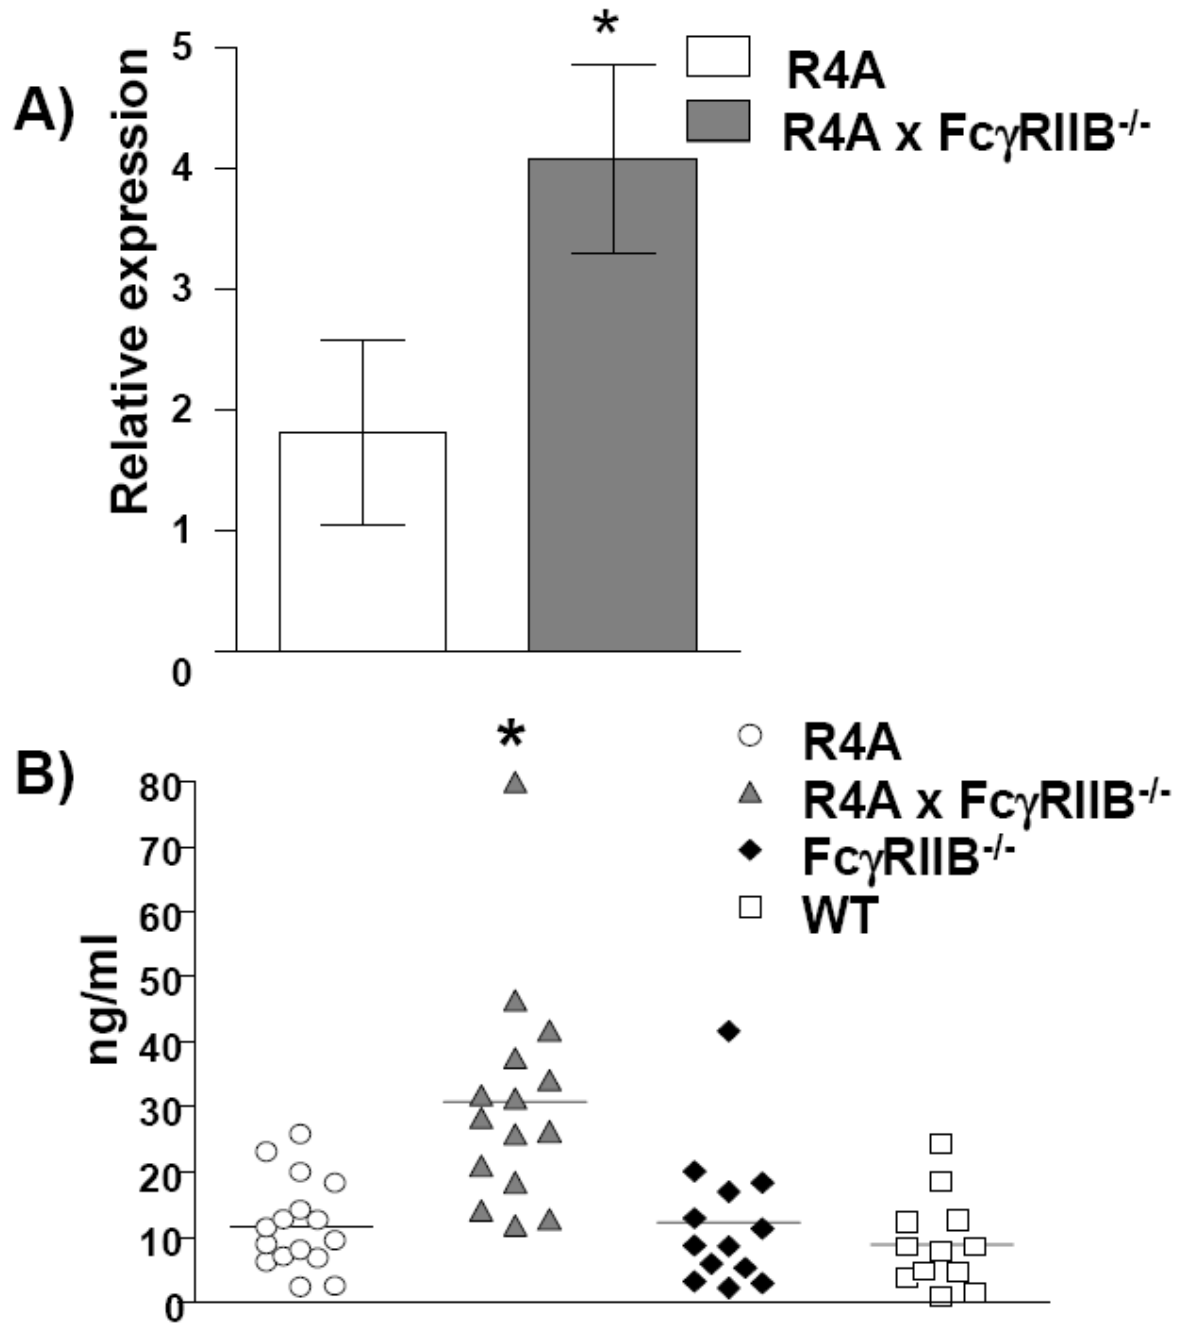 A)
Relative expression
5
4
3
2
1
0
*
R4A
R4A x FcγRIIB-/-
B)
ng/ml
80
70
60
50
40
30
20
10
0
*
R4A
R4A x FcγRIIB-/-
FcγRIIB-/-
WT